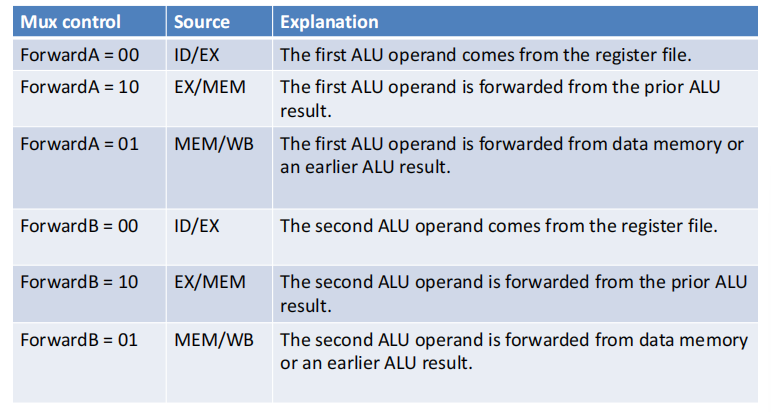 Mux control Source Explanation
ForwardA = 00 ID/EX The first ALU operand comes from the register file.
ForwardA = 10 EX/MEM The first ALU operand is forwarded from the prior ALU
result.
ForwardA = 01 MEM/WB The first ALU operand is forwarded from data memory or
an earlier ALU result.
ForwardB = 00 ID/EX The second ALU operand comes from the register file.
ForwardB = 10 EX/MEM The second ALU operand is forwarded from the prior ALU
result.
ForwardB = 01 MEM/WB The second ALU operand is forwarded from data memory
or an earlier ALU result.